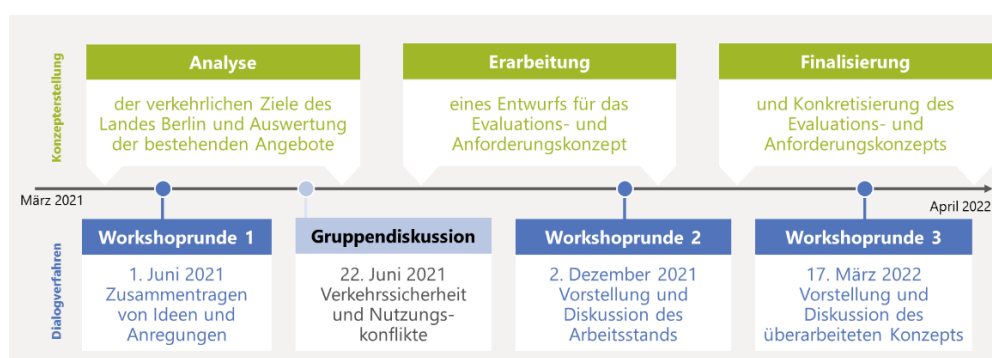 Konzepterstellung
Analyse
der verkehrlichen Ziele des
Landes Berlin und Auswertung
der bestehenden Angebote
Erarbeitung
eines Entwurfs für das
Evaluations- und
Anforderungskonzept
Finalisierung
und Konkretisierung des
Evaluations- und
Anforderungskonzepts
März 2021
April 2022
Dialogverfahren
Workshoprunde 1
1. Juni 2021
Zusammentragen
von Ideen und
Anregungen
Gruppendiskussion
22. Juni 2021
Verkehrssicherheit
und Nutzungs-
konflikte
Workshoprunde 2
2. Dezember 2021
Vorstellung und
Diskussion des
Arbeitsstands
Workshoprunde 3
17. März 2022
Vorstellung und
Diskussion des
überarbeiteten Konzepts